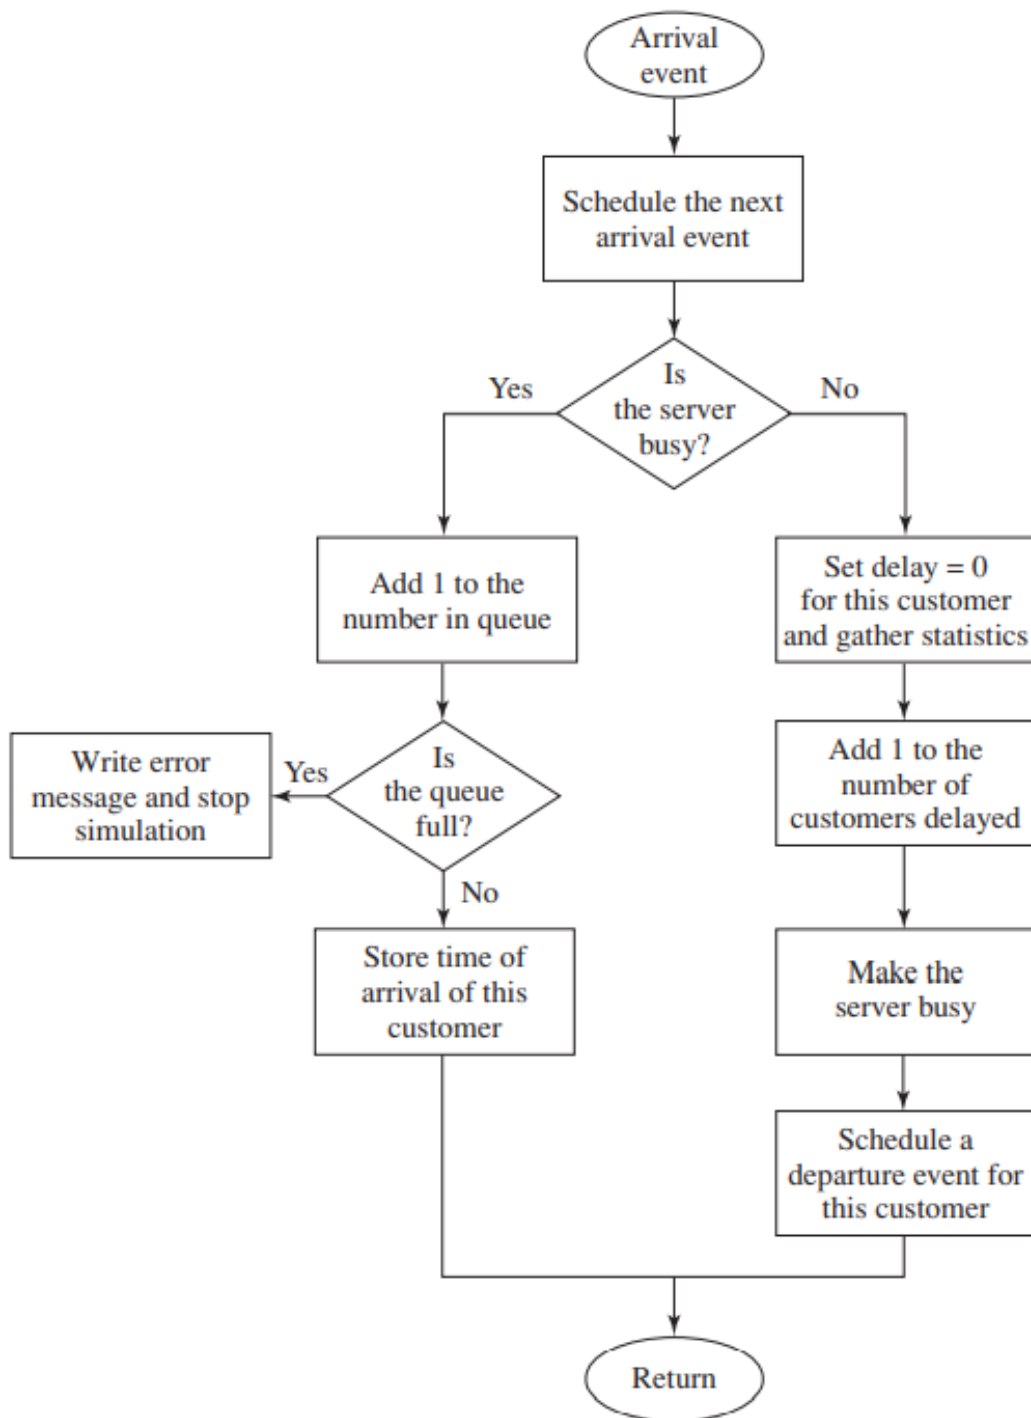 Arrival
event
Schedule the next
arrival event
Is
the server
busy?
Yes
No
Add 1 to the
number in queue
Set delay = 0
for this customer
and gather statistics
Is
the queue
full?
Yes
No
Write error
message and stop
simulation
Add 1 to the
number of
customers delayed
Store time of
arrival of this
customer
Make the
server busy
Schedule a
departure event for
this customer
Return